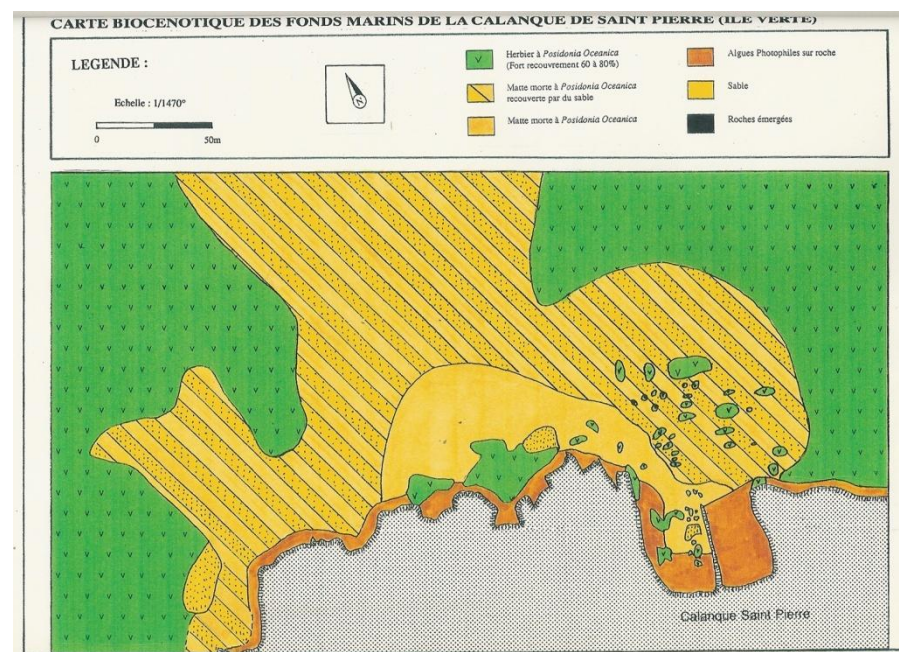 CARTE BIOCENOTIQUE DES FONDS MARINS DE LA CALANQUE DE SAINT PIERRE (ILE VERTE)
LEGENDE :
Echelle : 1/1470°
0 50m
N
V
Herbier à Posidonia Oceanica
(Fort recouvrement 60 à 80%)
Matte morte à Posidonia Oceanica
recouverte par du sable
Matte morte à Posidonia Oceanica
Algues Photophiles sur roche
Sable
Roches émergées
Calanque Saint Pierre